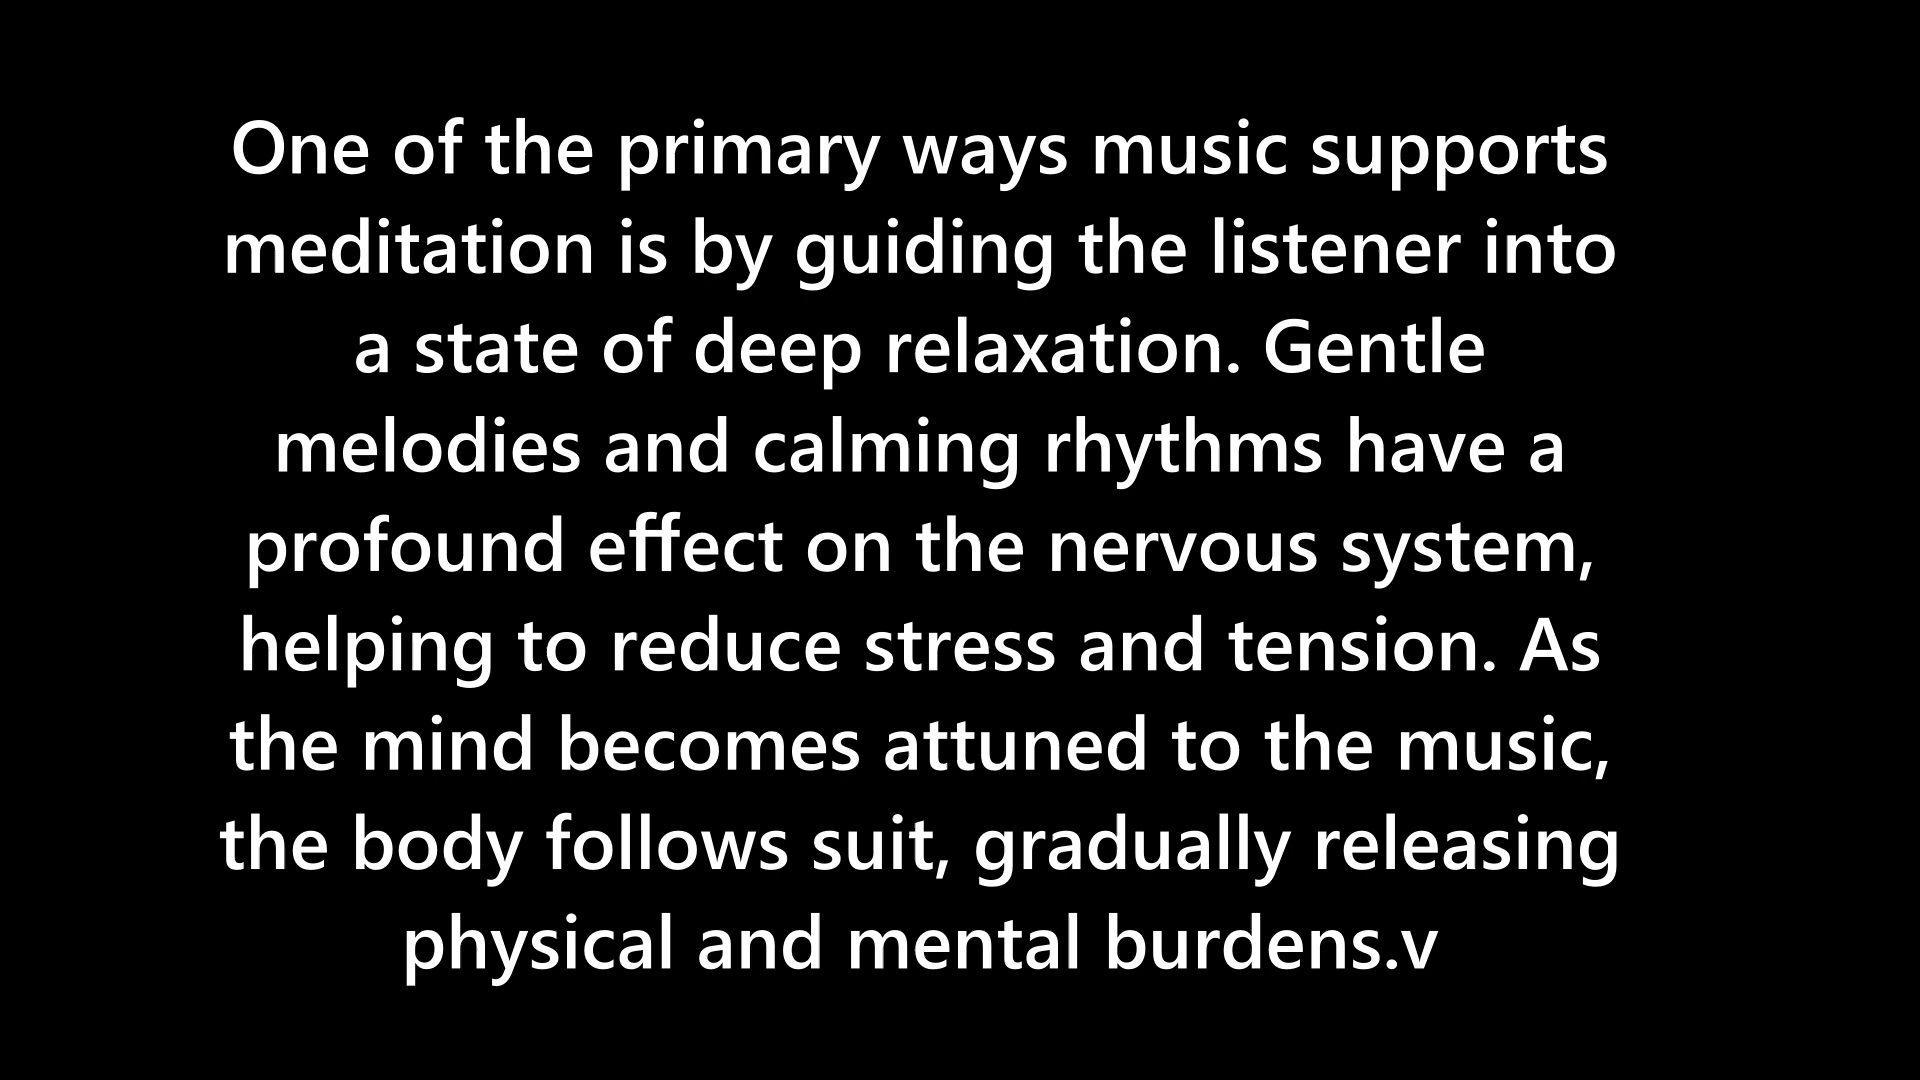 One of the primary ways music supports
meditation is by guiding the listener into
a state of deep relaxation. Gentle
melodies and calming rhythms have a
profound effect on the nervous system,
helping to reduce stress and tension. As
the mind becomes attuned to the music,
the body follows suit, gradually releasing
physical and mental burdens.v